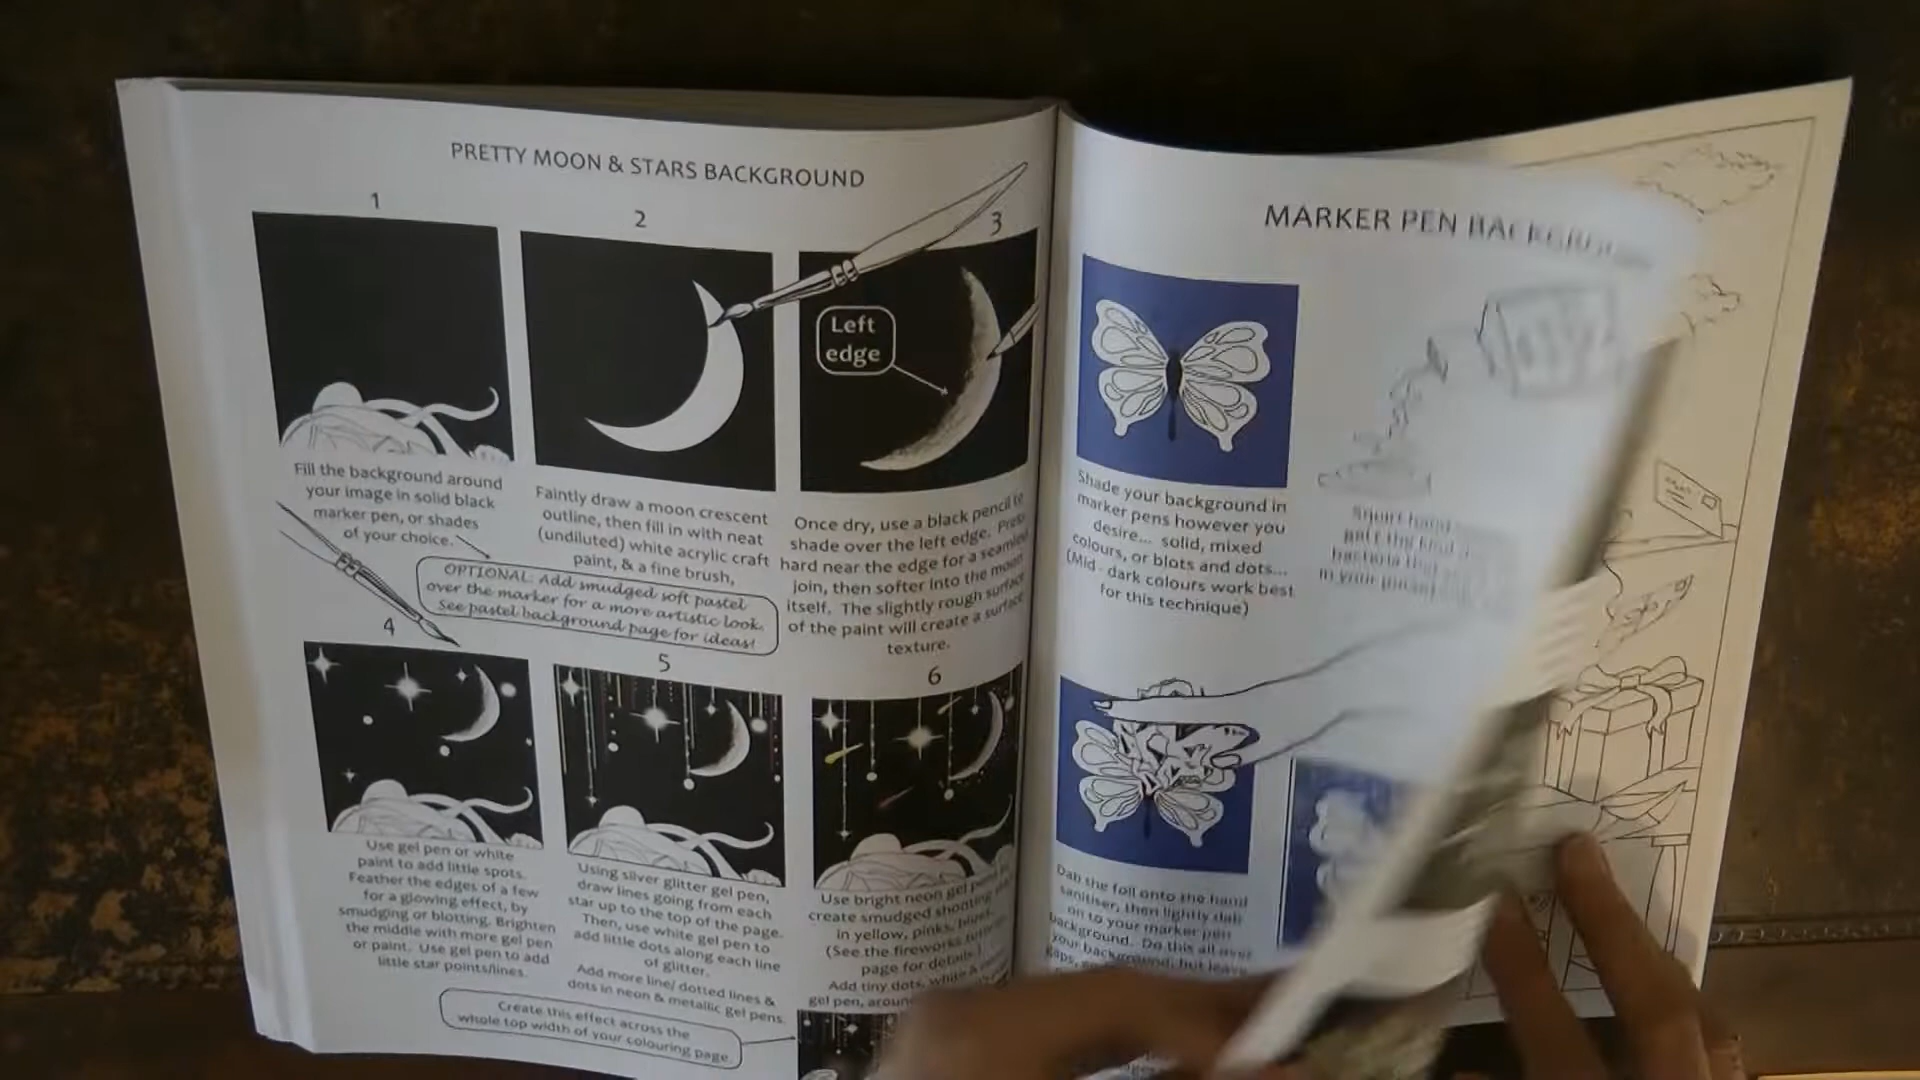 PRETTY MOON & STARS BACKGROUND
1
Fill the background around
your image in solid black
marker pen, or shades
of your choice.
2
Faintly draw a moon crescent
outline, then fill in with neat
(undiluted) white acrylic craft
paint, & a fine brush,
3
Left
edge
Once dry, use a black pencil to
shade over the left edge. Press
hard near the edge for a seamless
join, then softer into the moon
itself. The slightly rough surface
of the paint will create a surface
texture.
OPTIONAL: Add smudged soft pastel
over the marker for a more artistic look.
See pastel background page for ideas!
4
Use gel pen or white
paint to add little spots.
Feather the edges of a few
for a glowing effect, by
smudging or blotting. Brighten
the middle with more gel pen
or paint. Use gel pen to add
little star points/lines.
5
Using silver glitter gel pen,
draw lines going from each
star up to the top of the page.
Then, use white gel pen to
add little dots along each line
of glitter.
Add more line/ dotted lines &
dots in neon & metallic gel pens.
6
Use bright neon gel
create smudged shooting
in yellow, pinks, blues.
(See the fireworks
page for details
Add tiny dots, white &
gel pen,
Create this effect across the
whole top width of your colouring page.
MARKER PEN
Shade your background in
marker pens however you
desire... solid, mixed
colours, or blots and dots...
(Mid - dark colours work best
for this technique)
Squirt hand
in your
Dab the foil onto the hand
sanitiser, then lightly dab
on to your marker pen
background. Do this all over
your background, but leave
gaps,